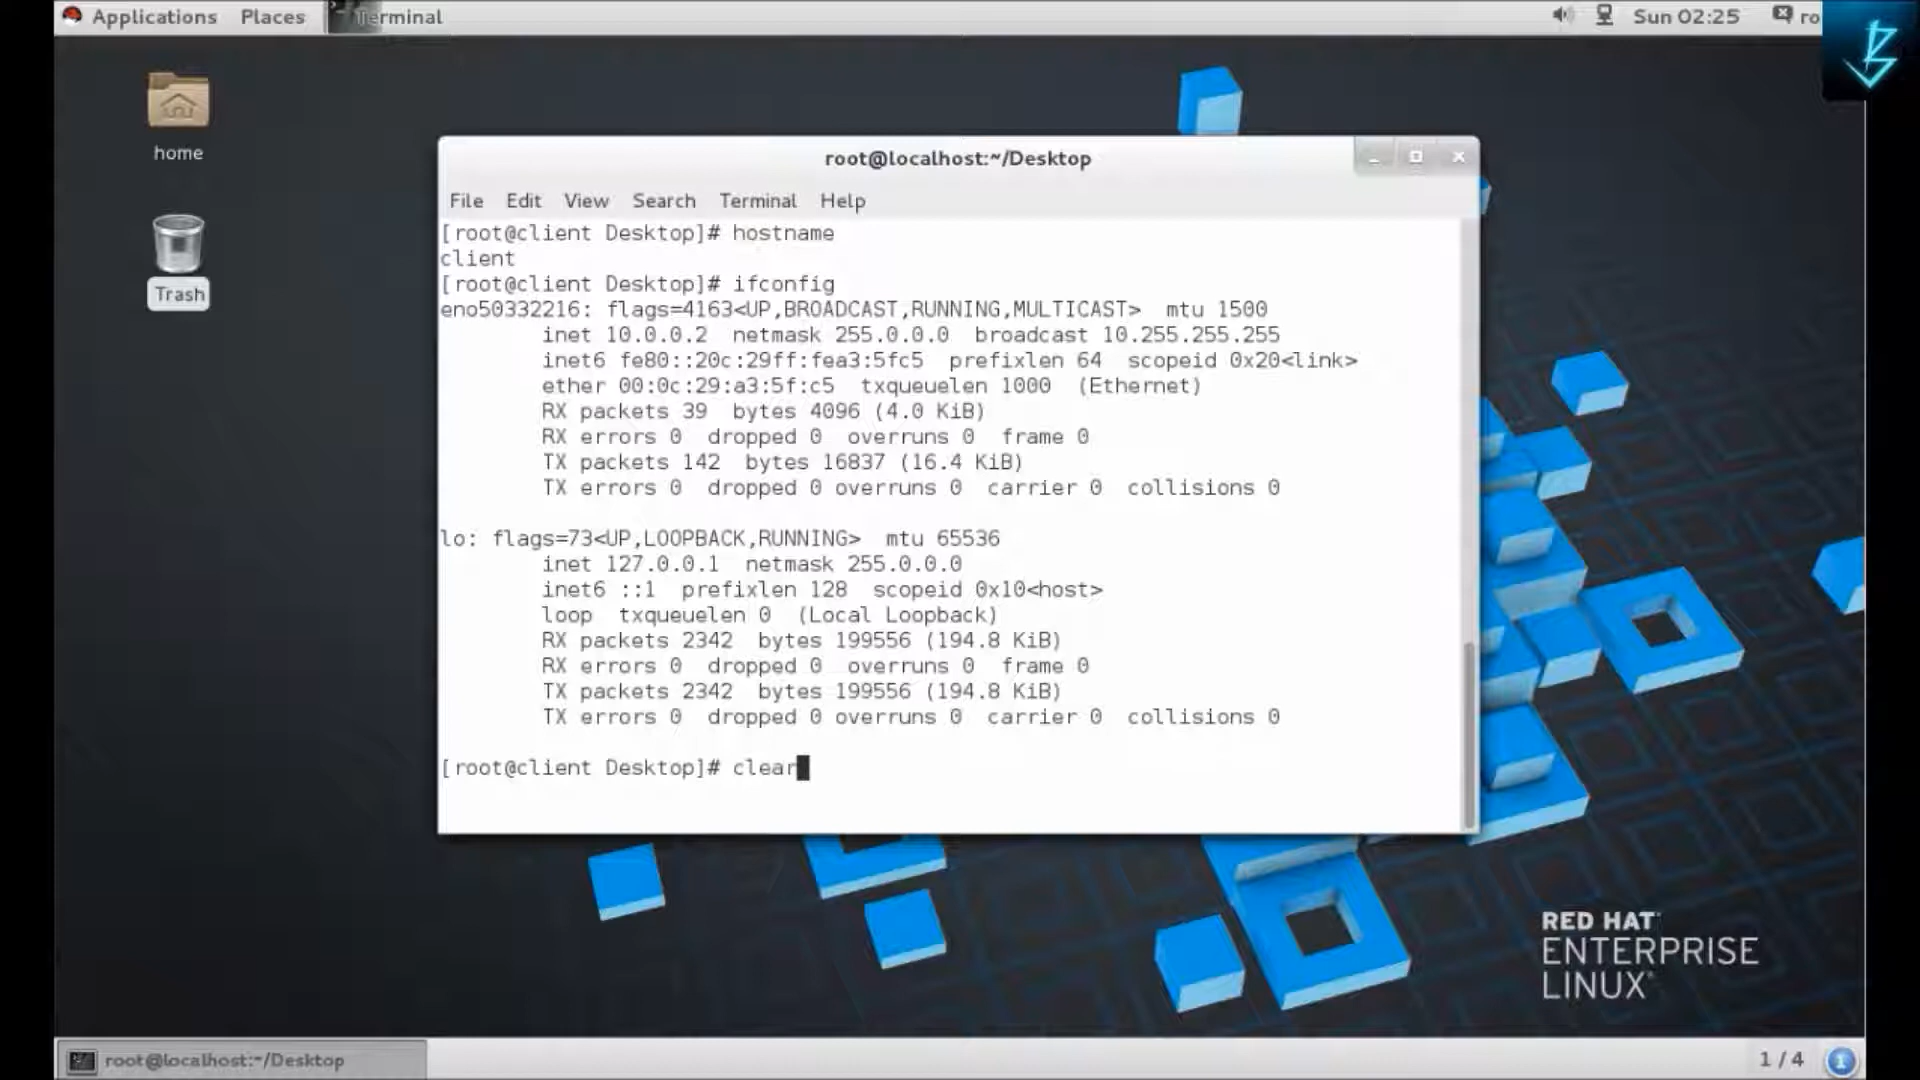 Applications Places Terminal
Sun 02:25 ro
home
Trash
root@localhost:~/Desktop
File Edit View Search Terminal Help
[root@client Desktop]# hostname
client
[root@client Desktop]# ifconfig
eno50332216: flags=4163<UP,BROADCAST,RUNNING,MULTICAST>  mtu 1500
        inet 10.0.0.2  netmask 255.0.0.0  broadcast 10.255.255.255
        inet6 fe80::20c:29ff:fea3:5fc5  prefixlen 64  scopeid 0x20<link>
        ether 00:0c:29:a3:5f:c5  txqueuelen 1000  (Ethernet)
        RX packets 39  bytes 4096 (4.0 KiB)
        RX errors 0  dropped 0  overruns 0  frame 0
        TX packets 142  bytes 16837 (16.4 KiB)
        TX errors 0  dropped 0 overruns 0  carrier 0  collisions 0
lo: flags=73<UP,LOOPBACK,RUNNING>  mtu 65536
        inet 127.0.0.1  netmask 255.0.0.0
        inet6 ::1  prefixlen 128  scopeid 0x10<host>
        loop  txqueuelen 0  (Local Loopback)
        RX packets 2342  bytes 199556 (194.8 KiB)
        RX errors 0  dropped 0  overruns 0  frame 0
        TX packets 2342  bytes 199556 (194.8 KiB)
        TX errors 0  dropped 0 overruns 0  carrier 0  collisions 0
[root@client Desktop]# clear
RED HAT
ENTERPRISE
LINUX
root@localhost:~/Desktop
1 / 4